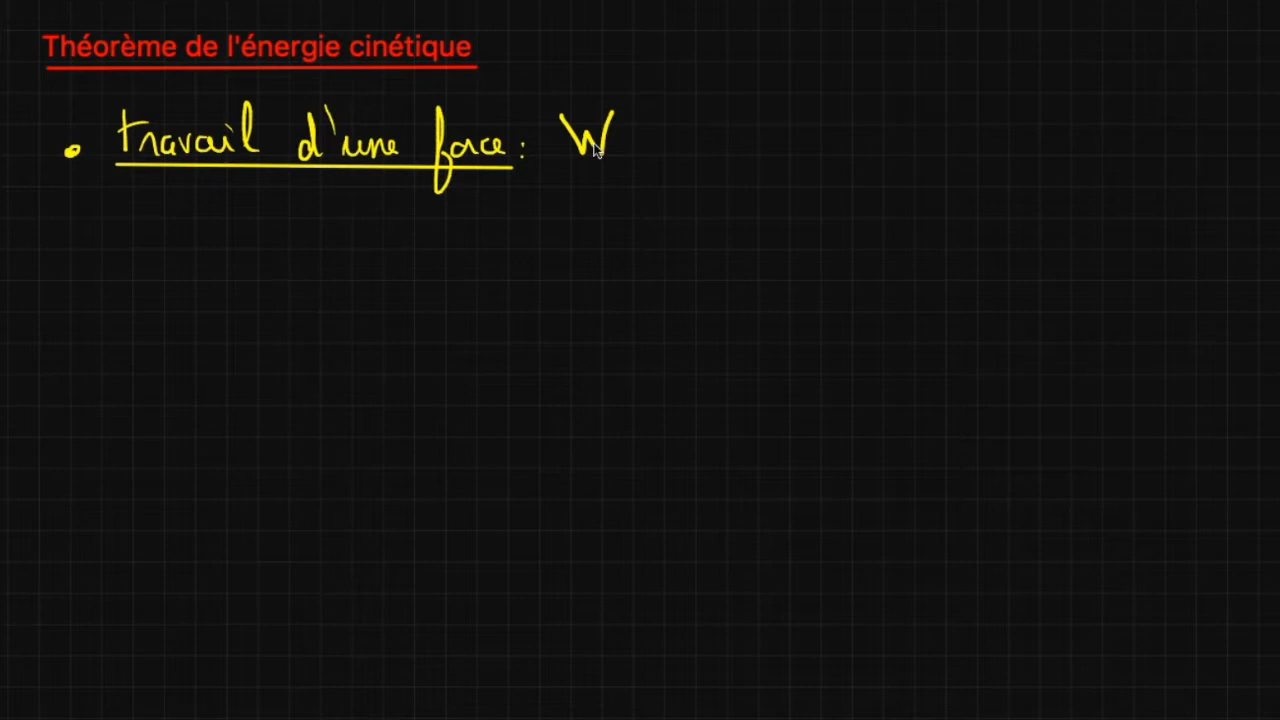 Théorème de l'énergie cinétique
• travail d'une force : W